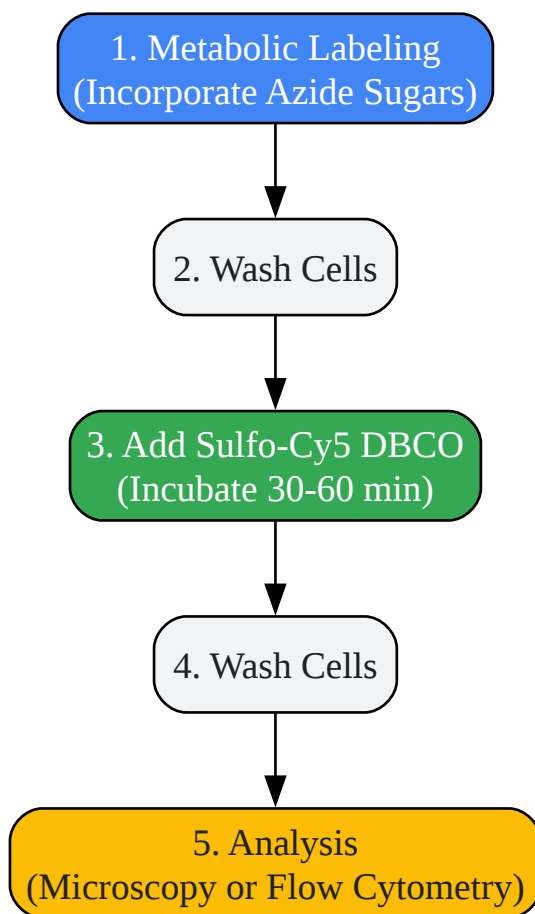 1. Metabolic Labeling
(Incorporate Azide Sugars)
2. Wash Cells
3. Add Sulfo-Cy5 DBCO
(Incubate 30-60 min)
4. Wash Cells
5. Analysis
(Microscopy or Flow Cytometry)